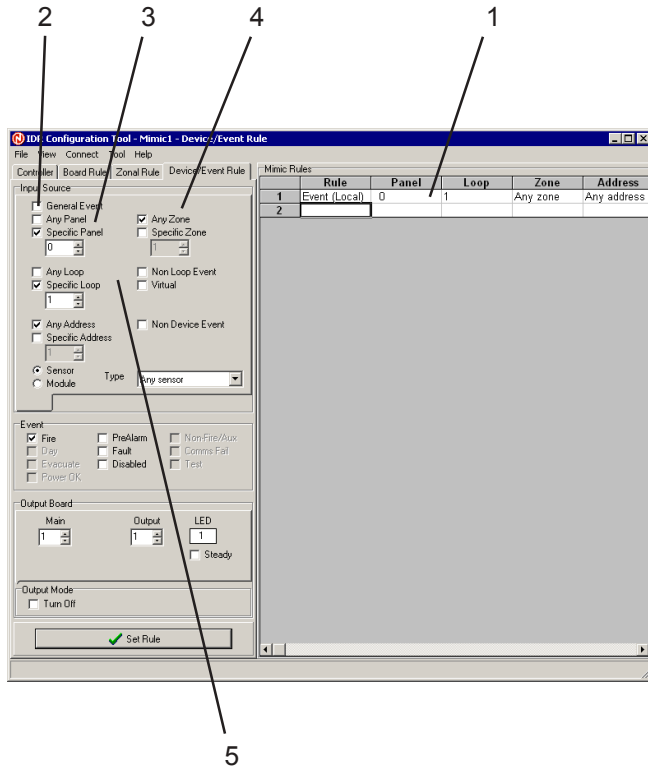 2 3 4 1
IDR Configuration Tool - Mimic1 - Device/Event Rule
File View Connect Tool Help
Controller Board Rule Zonal Rule Device/Event Rule
Mimic Rules
Input Source
Rule Panel Loop Zone Address
1 Event (Local) 0 1 Any zone Any address
2
General Event
Any Panel Any Zone
Specific Panel Specific Zone
0 1
Any Loop Non Loop Event
Specific Loop Virtual
1
Any Address Non Device Event
Specific Address
1
Sensor
Module Type Any sensor
Event
Fire PreAlarm Non-Fire/Aux
Day Fault Comms Fail
Evacuate Disabled Test
Power OK
Output Board
Main Output LED
1 1 1
Steady
Output Mode
Turn Off
Set Rule
5